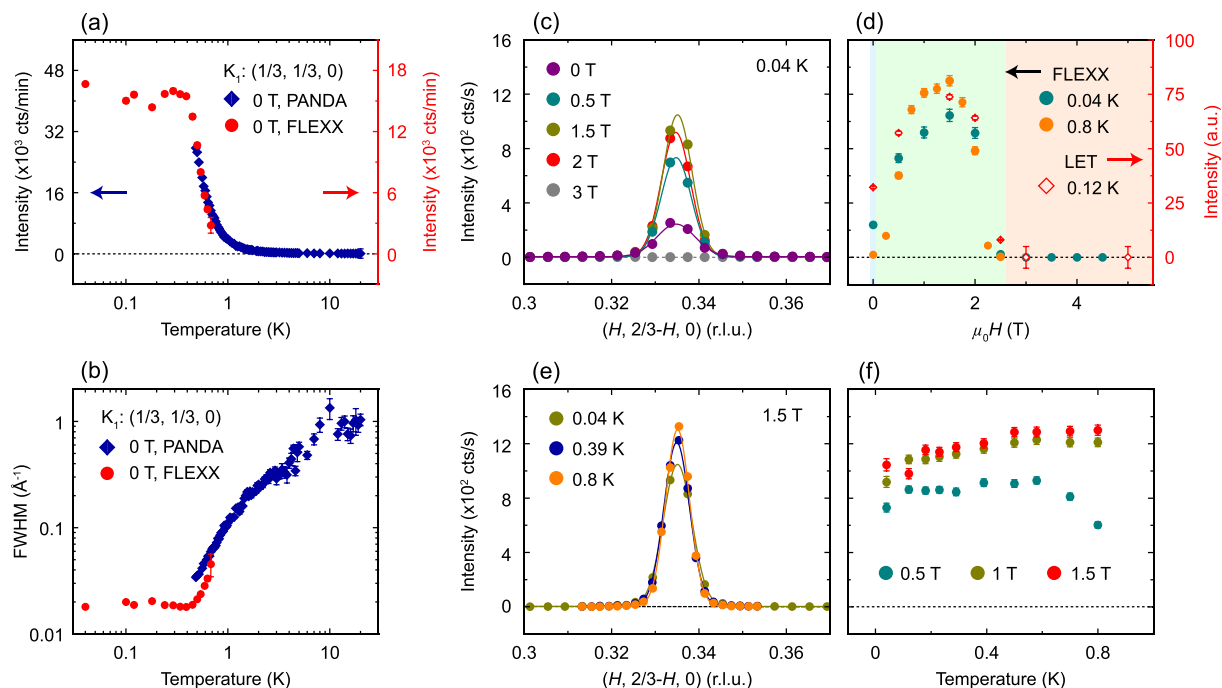 (a)
Intensity (x10³ cts/min)
48
32
16
0
K₁: (1/3, 1/3, 0)
0 T, PANDA
0 T, FLEXX
18
12
6
0
Intensity (x10³ cts/min)
0.1
1
10
Temperature (K)
(c)
Intensity (x10² cts/s)
16
12
8
4
0
0.04 K
0 T
0.5 T
1.5 T
2 T
3 T
0.3
0.32
0.34
0.36
(H, 2/3-H, 0) (r.l.u.)
(d)
FLEXX
0.04 K
0.8 K
LET
0.12 K
100
75
50
25
0
Intensity (a.u.)
0
2
4
μ₀H (T)
(b)
FWHM (Å⁻¹)
1
0.1
0.01
K₁: (1/3, 1/3, 0)
0 T, PANDA
0 T, FLEXX
0.1
1
10
Temperature (K)
(e)
Intensity (x10² cts/s)
16
12
8
4
0
1.5 T
0.04 K
0.39 K
0.8 K
0.3
0.32
0.34
0.36
(H, 2/3-H, 0) (r.l.u.)
(f)
0.5 T
1 T
1.5 T
0
0.4
0.8
Temperature (K)